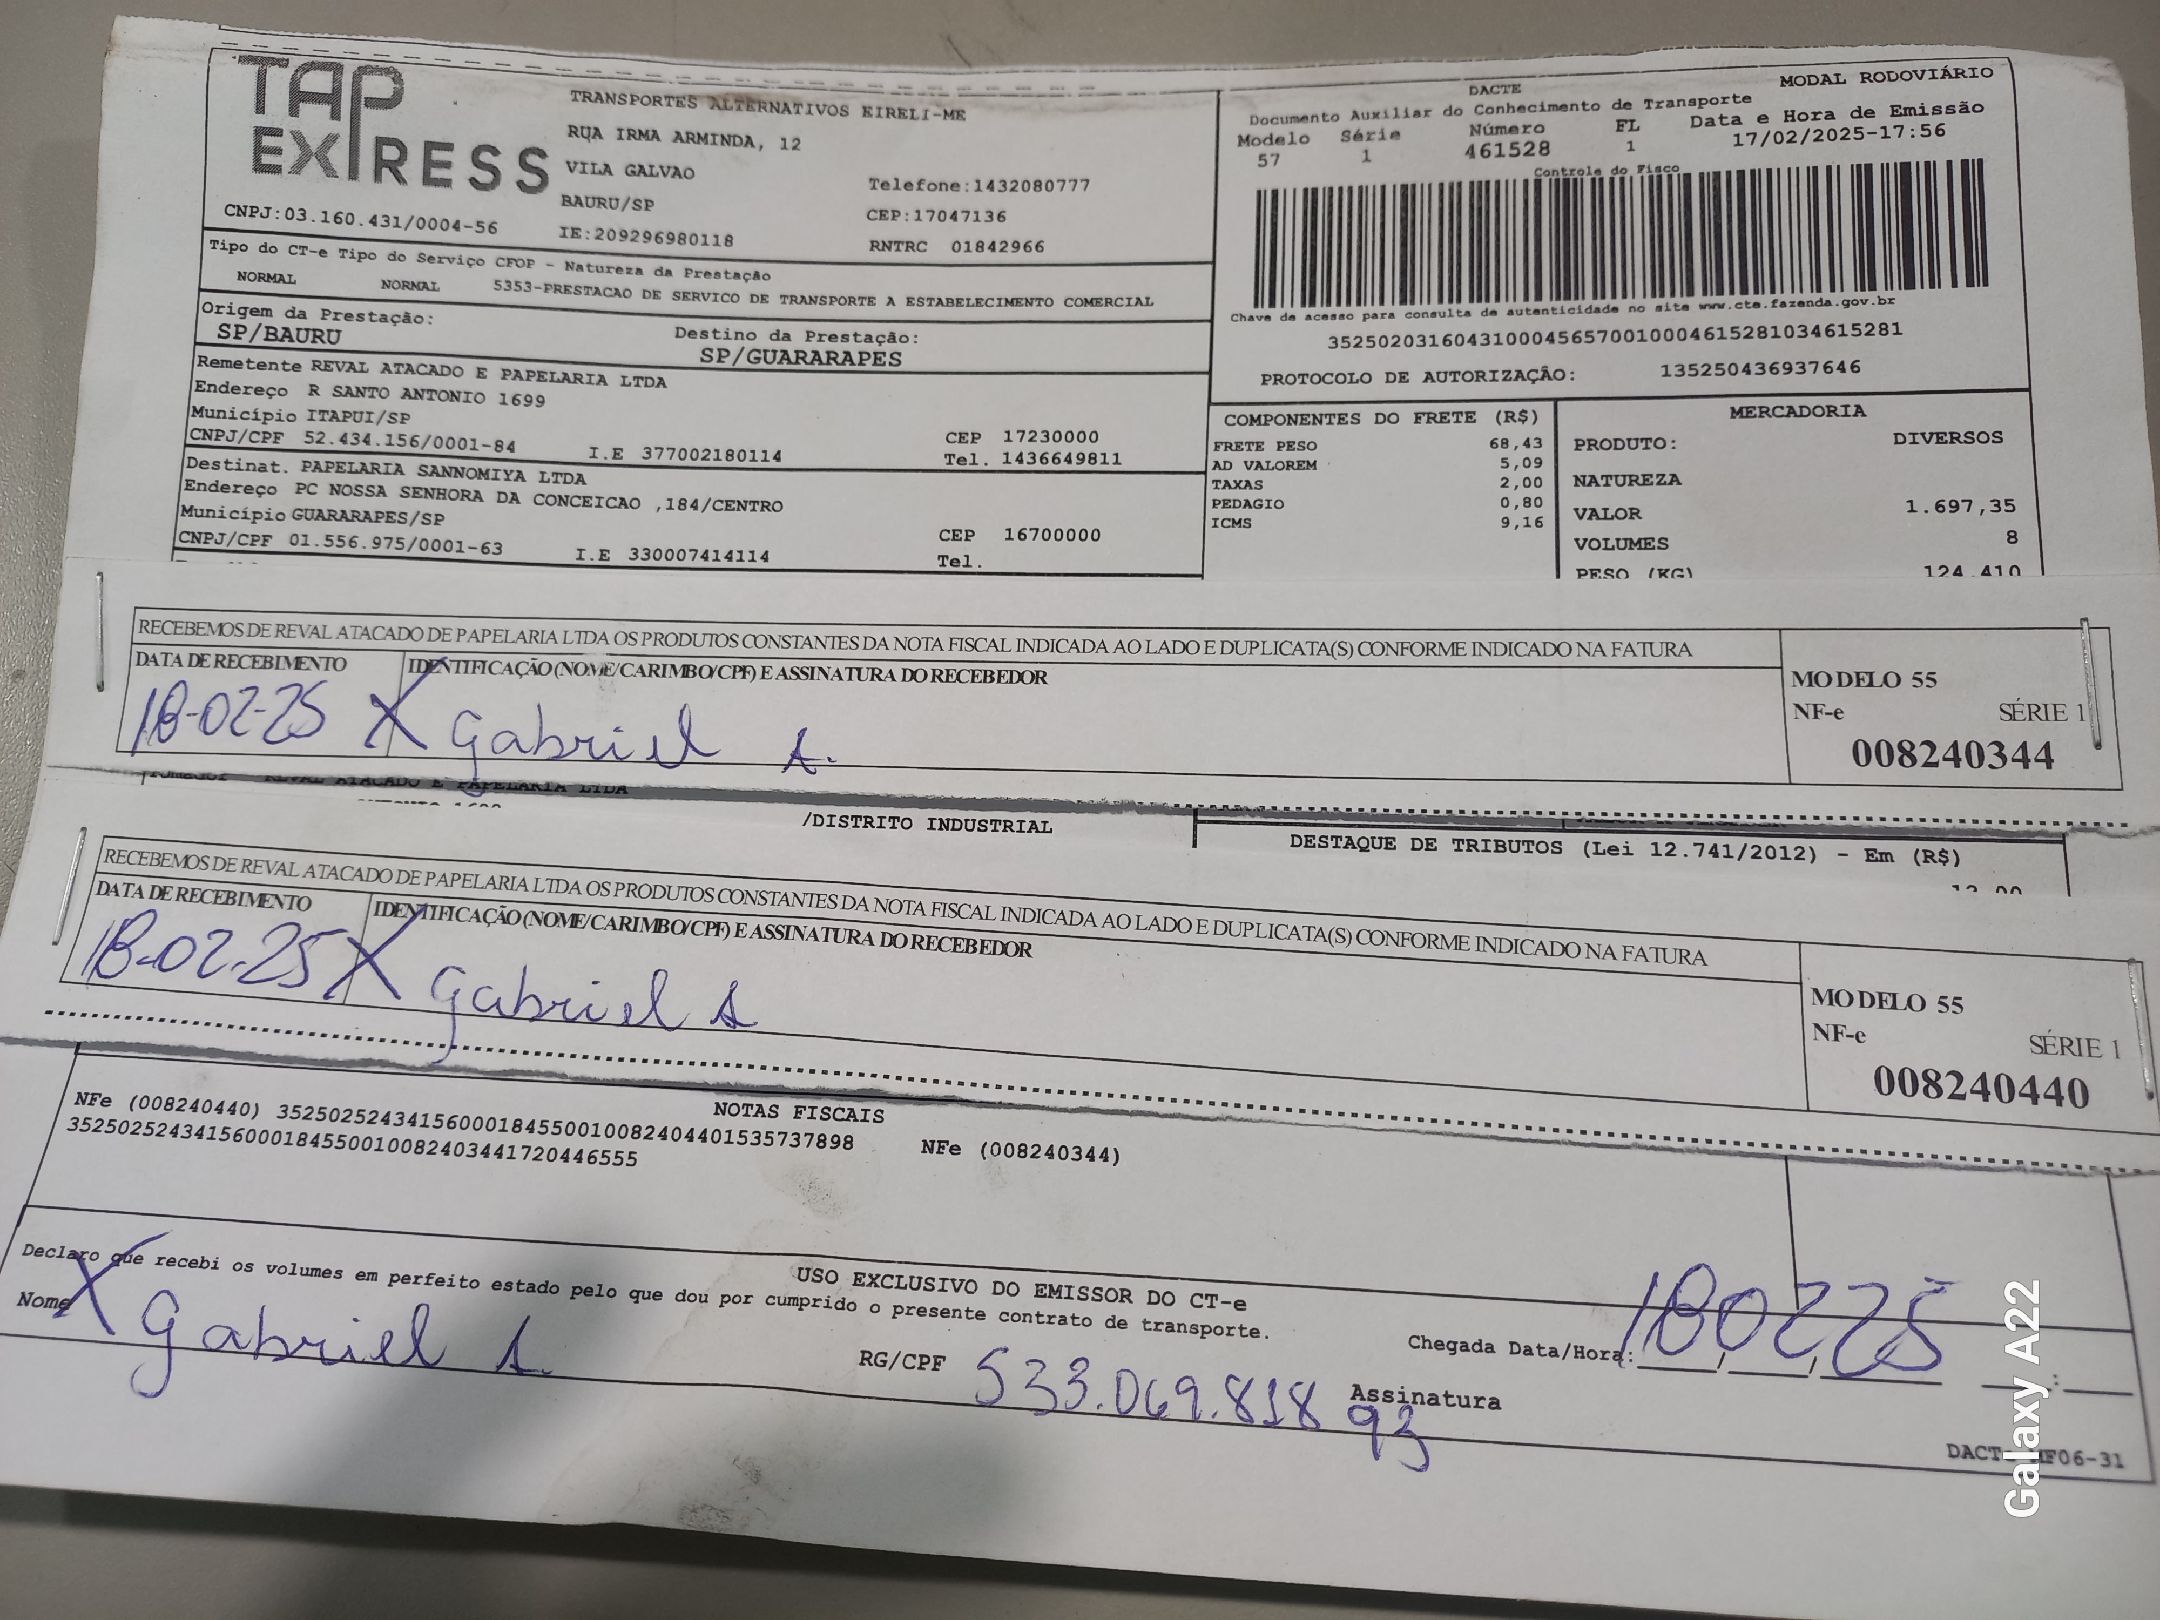 TAP EXPRESS
TRANSPORTES ALTERNATIVOS EIRELI-ME
RUA IRMA ARMINDA, 12
VILA GALVAO
BAURU/SP
Telefone:1432080777
CEP:17047136
CNPJ:03.160.431/0004-56
IE:209296980118
RNTRC 01842966
DACTE
MODAL RODOVIÁRIO
Documento Auxiliar do Conhecimento de Transporte
Modelo Série Número FL Data e Hora de Emissão
57 1 461528 1 17/02/2025-17:56
Controle do Fisco
Chave de acesso para consulta de autenticidade no site www.cte.fazenda.gov.br
35250203160431000456570010004615281034615281
PROTOCOLO DE AUTORIZAÇÃO: 135250436937646
Tipo do CT-e Tipo do Serviço CFOP - Natureza da Prestação
NORMAL NORMAL 5353-PRESTACAO DE SERVICO DE TRANSPORTE A ESTABELECIMENTO COMERCIAL
Origem da Prestação: Destino da Prestação:
SP/BAURU SP/GUARARAPES
Remetente REVAL ATACADO E PAPELARIA LTDA
Endereço R SANTO ANTONIO 1699
Município ITAPUI/SP CEP 17230000
CNPJ/CPF 52.434.156/0001-84 I.E 377002180114 Tel. 1436649811
Destinat. PAPELARIA SANNOMIYA LTDA
Endereço PC NOSSA SENHORA DA CONCEICAO ,184/CENTRO
Município GUARARAPES/SP CEP 16700000
CNPJ/CPF 01.556.975/0001-63 I.E 330007414114 Tel.
COMPONENTES DO FRETE (R$)
FRETE PESO 68,43
AD VALOREM 5,09
TAXAS 2,00
PEDAGIO 0,80
ICMS 9,16
MERCADORIA
PRODUTO: DIVERSOS
NATUREZA
VALOR 1.697,35
VOLUMES 8
PESO (KG) 124,410
RECEBEMOS DE REVAL ATACADO DE PAPELARIA LTDA OS PRODUTOS CONSTANTES DA NOTA FISCAL INDICADA AO LADO E DUPLICATA(S) CONFORME INDICADO NA FATURA
DATA DE RECEBIMENTO IDENTIFICAÇÃO (NOME/CARIMBO/CPF) E ASSINATURA DO RECEBEDOR
18-02-25 X Gabriel A.
MODELO 55
NF-e SÉRIE 1
008240344
REVAL ATACADO E PAPELARIA LTDA
/DISTRITO INDUSTRIAL
DESTAQUE DE TRIBUTOS (Lei 12.741/2012) - Em (R$)
RECEBEMOS DE REVAL ATACADO DE PAPELARIA LTDA OS PRODUTOS CONSTANTES DA NOTA FISCAL INDICADA AO LADO E DUPLICATA(S) CONFORME INDICADO NA FATURA
DATA DE RECEBIMENTO IDENTIFICAÇÃO (NOME/CARIMBO/CPF) E ASSINATURA DO RECEBEDOR
18-02-25 X Gabriel A
MODELO 55
NF-e SÉRIE 1
008240440
NOTAS FISCAIS
NFe (008240440) 35250252434156000184550010082404401535737898 NFe (008240344)
35250252434156000184550010082403441720446555
USO EXCLUSIVO DO EMISSOR DO CT-e
Declaro que recebi os volumes em perfeito estado pelo que dou por cumprido o presente contrato de transporte.
Nome X Gabriel A. RG/CPF 533.069.818 93 Assinatura
Chegada Data/Hora: 18 02 25
Galaxy A22